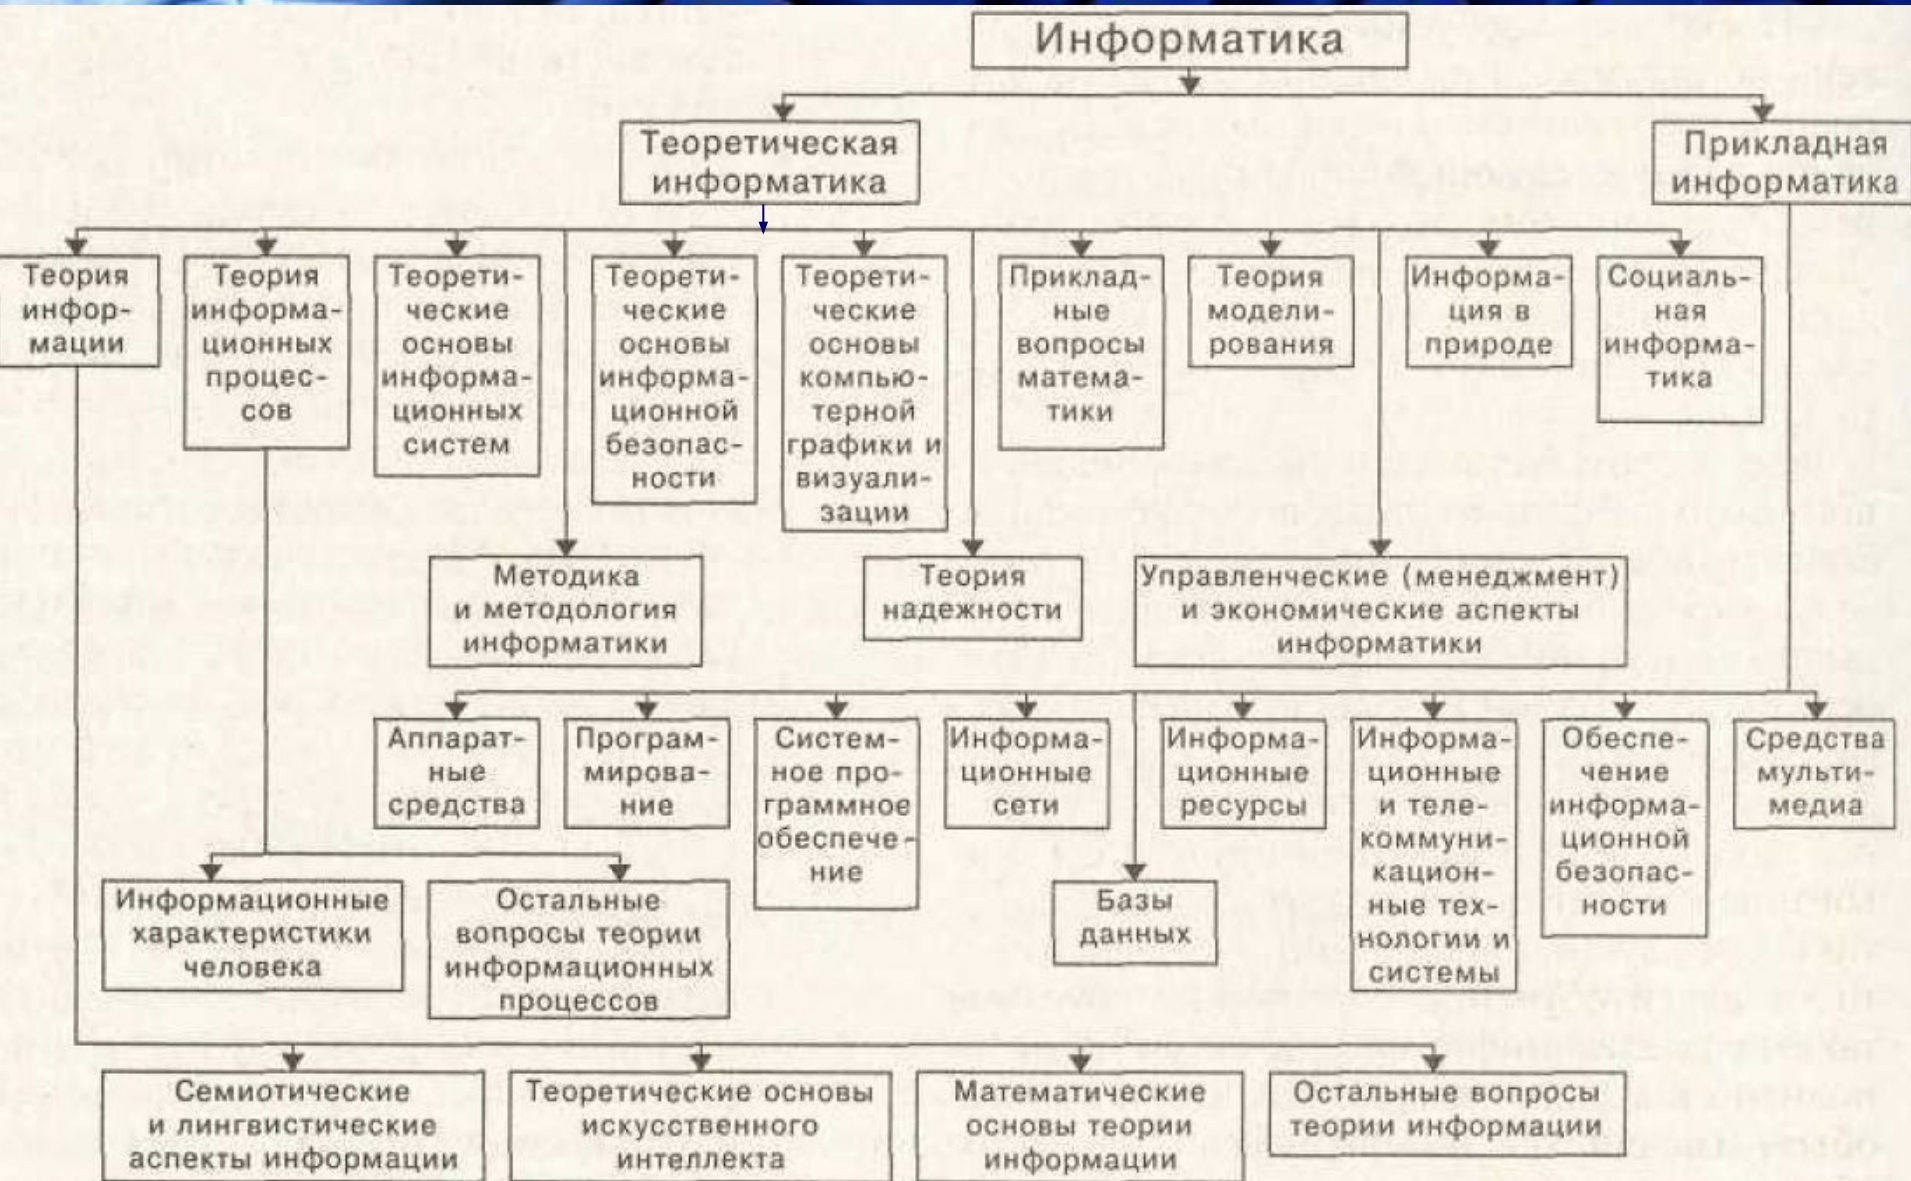 Информатика
Теоретическая
информатика
Прикладная
информатика
Теория
инфор-
мации
Теория
информа-
ционных
процес-
сов
Теорети-
ческие
основы
информа-
ционных
систем
Теорети-
ческие
основы
информа-
ционной
безопас-
ности
Теорети-
ческие
основы
компью-
терной
графики и
визуали-
зации
Приклад-
ные
вопросы
матема-
тики
Теория
модели-
рования
Информа-
ция в
природе
Социаль-
ная
информа-
тика
Методика
и методология
информатики
Теория
надежности
Управленческие (менеджмент)
и экономические аспекты
информатики
Аппарат-
ные
средства
Програм-
мирова-
ние
Систем-
ное про-
граммное
обеспече-
ние
Информа-
ционные
сети
Базы
данных
Информа-
ционные
ресурсы
Информа-
ционные
и теле-
коммуни-
кацион-
ные тех-
нологии и
системы
Обеспе-
чение
информа-
ционной
безопас-
ности
Средства
мульти-
медиа
Информационные
характеристики
человека
Остальные
вопросы теории
информационных
процессов
Семиотические
и лингвистические
аспекты информации
Теоретические основы
искусственного
интеллекта
Математические
основы теории
информации
Остальные вопросы
теории информации